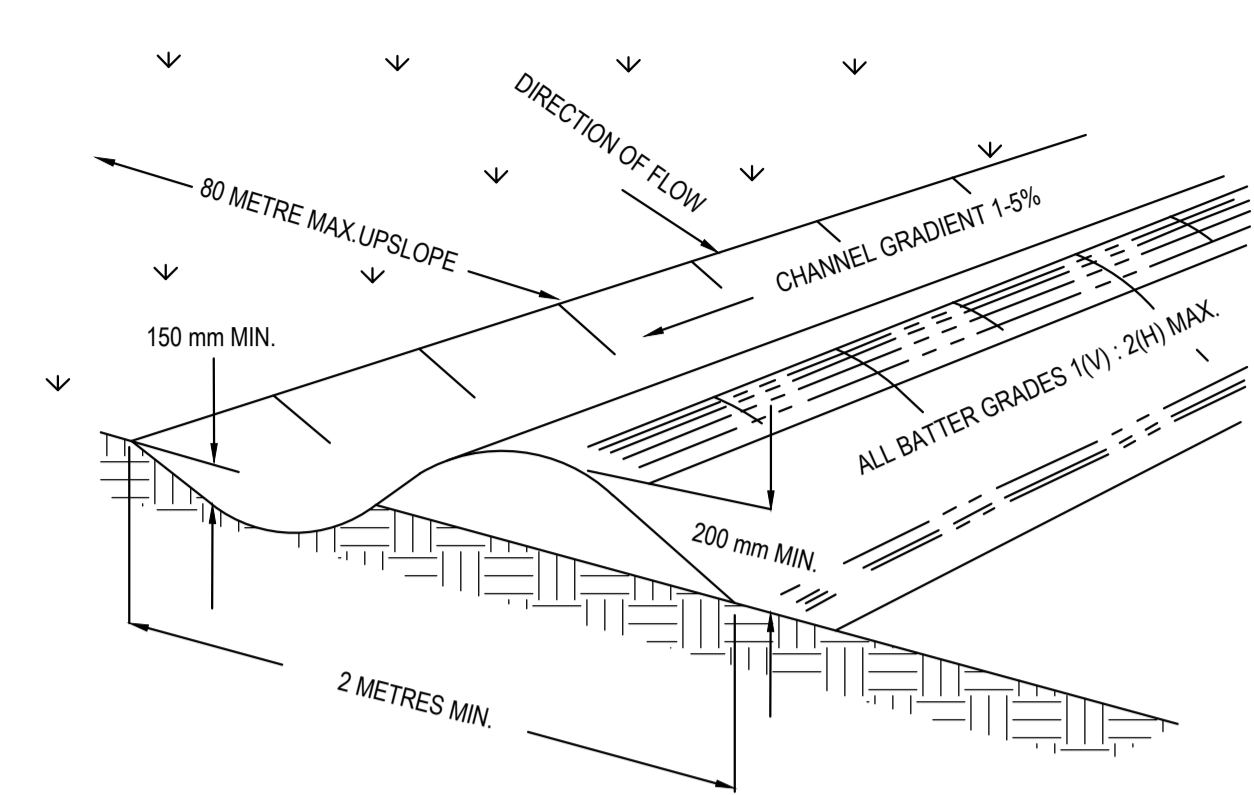 DIRECTION OF FLOW
80 METRE MAX.UPSLOPE
CHANNEL GRADIENT 1-5%
150 mm MIN.
ALL BATTER GRADES 1(V) : 2(H) MAX.
200 mm MIN.
2 METRES MIN.